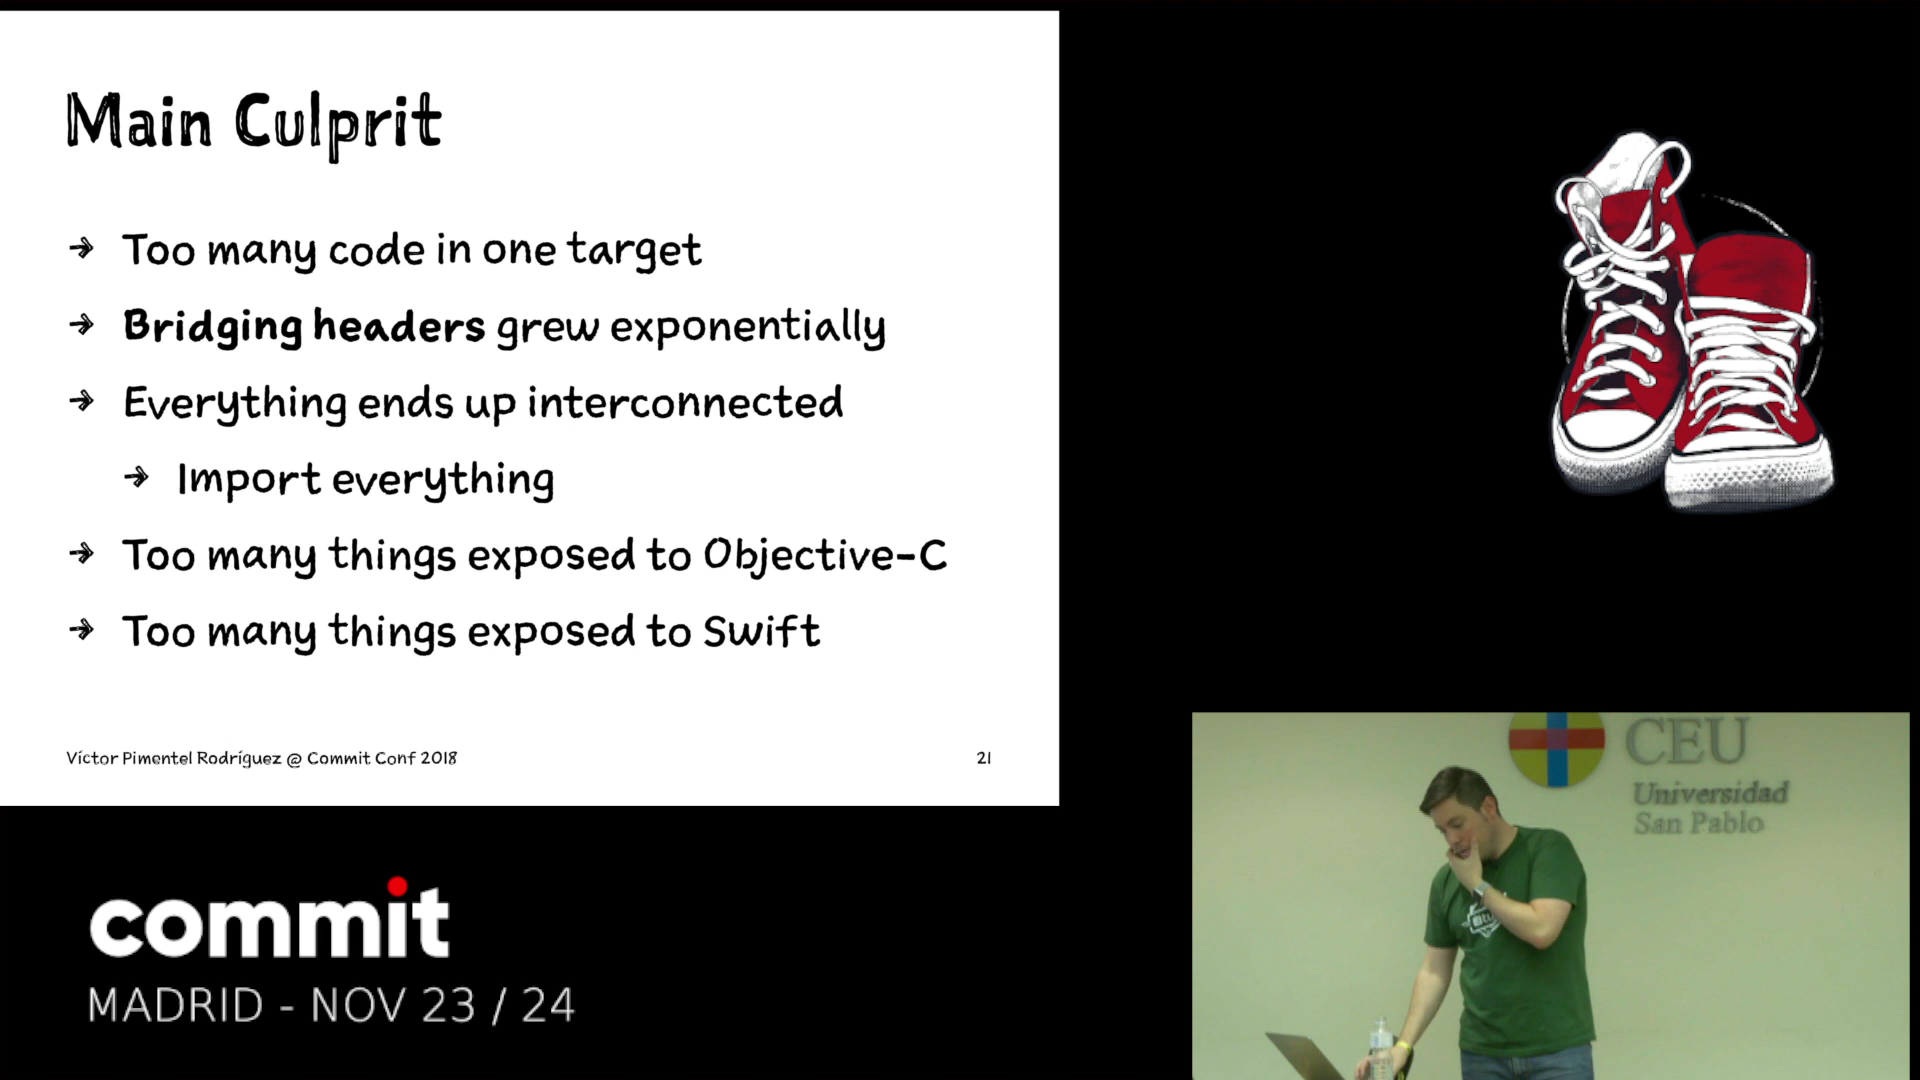 Main Culprit
Too many code in one target
Bridging headers grew exponentially
Everything ends up interconnected
Import everything
Too many things exposed to Objective-C
Too many things exposed to Swift
Víctor Pimentel Rodríguez @ Commit Conf 2018
21
commit
MADRID - NOV 23 / 24
CEU
Universidad
San Pablo